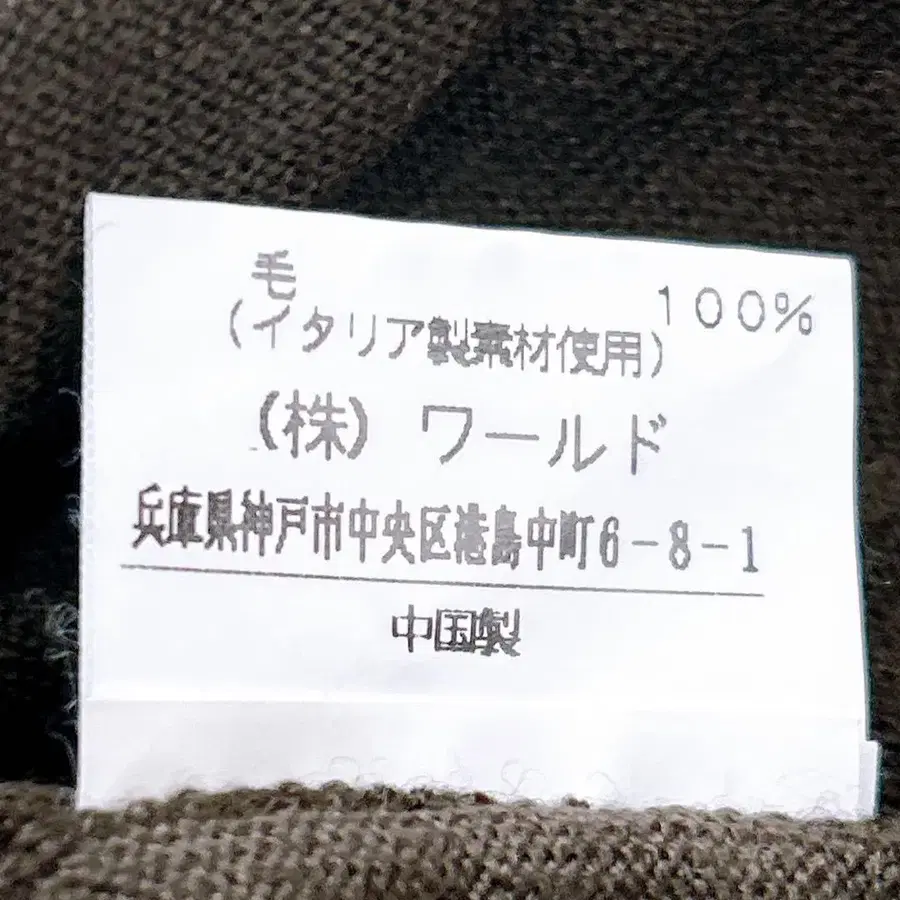 毛 100%
(イタリア製素材使用)
(株) ワールド
兵庫県神戸市中央区港島中町6-8-1
中国製